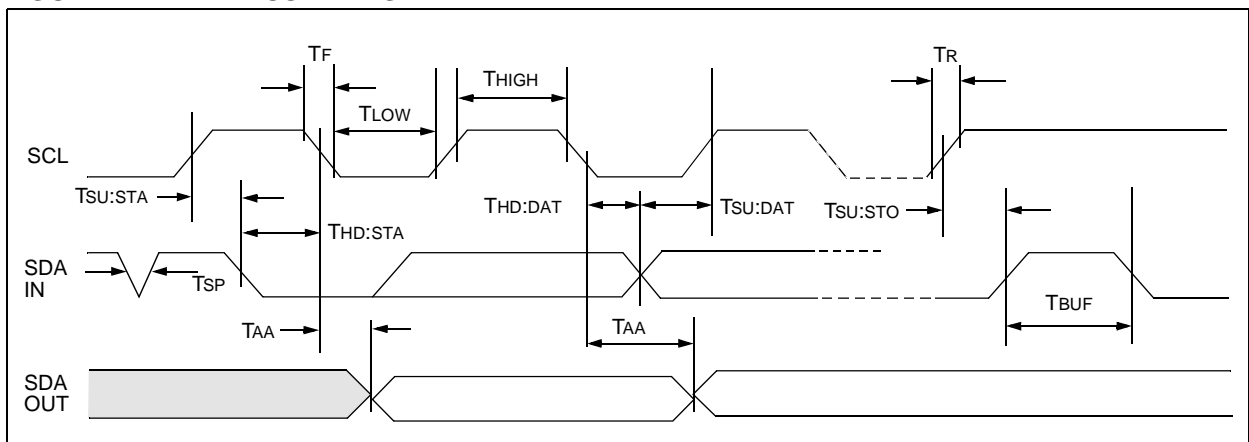 TF
TR
THIGH
TLOW
SCL
TSU:STA
THD:DAT
TSU:DAT
TSU:STO
THD:STA
SDA
IN
TSP
TBUF
TAA
TAA
SDA
OUT